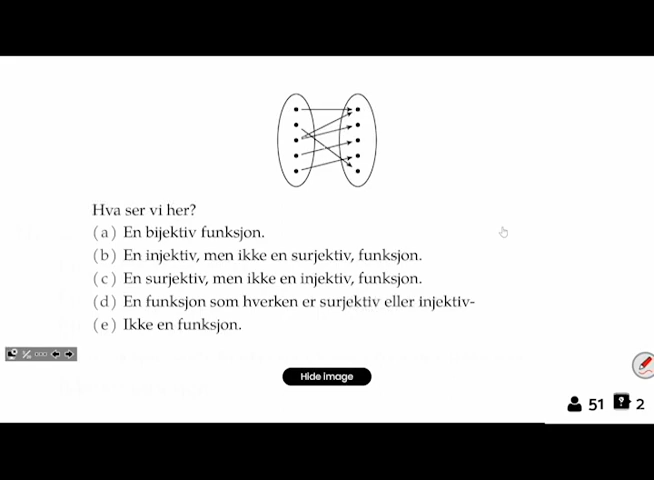 Hva ser vi her?
(a) En bijektiv funksjon.
(b) En injektiv, men ikke en surjektiv, funksjon.
(c) En surjektiv, men ikke en injektiv, funksjon.
(d) En funksjon som hverken er surjektiv eller injektiv-
(e) Ikke en funksjon.
Hide image
51 ? 2